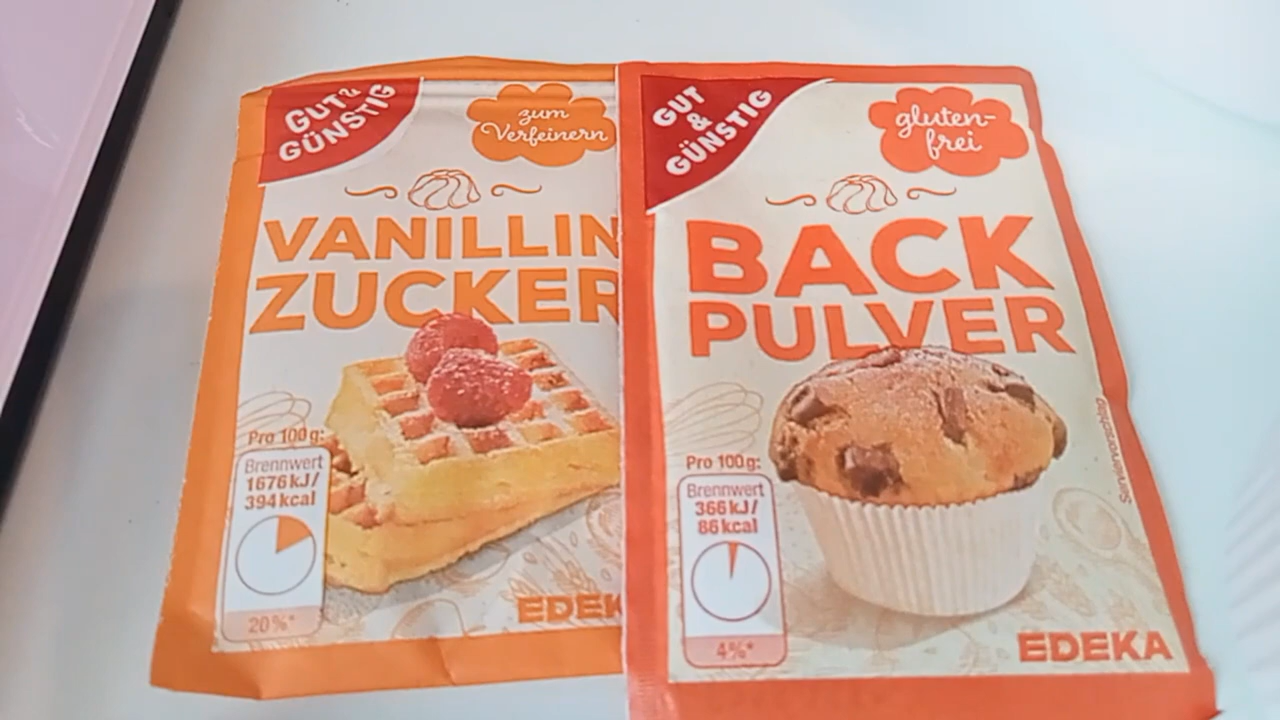 GUT &
GÜNSTIG
zum
Verfeinern
VANILLIN
ZUCKER
Pro 100 g:
Brennwert
1676 kJ/
394 kcal
20 %*
EDEK
GUT
&
GÜNSTIG
gluten-
frei
BACK
PULVER
Pro 100 g:
Brennwert
366 kJ/
86 kcal
4%*
Serviervorschlag
EDEKA